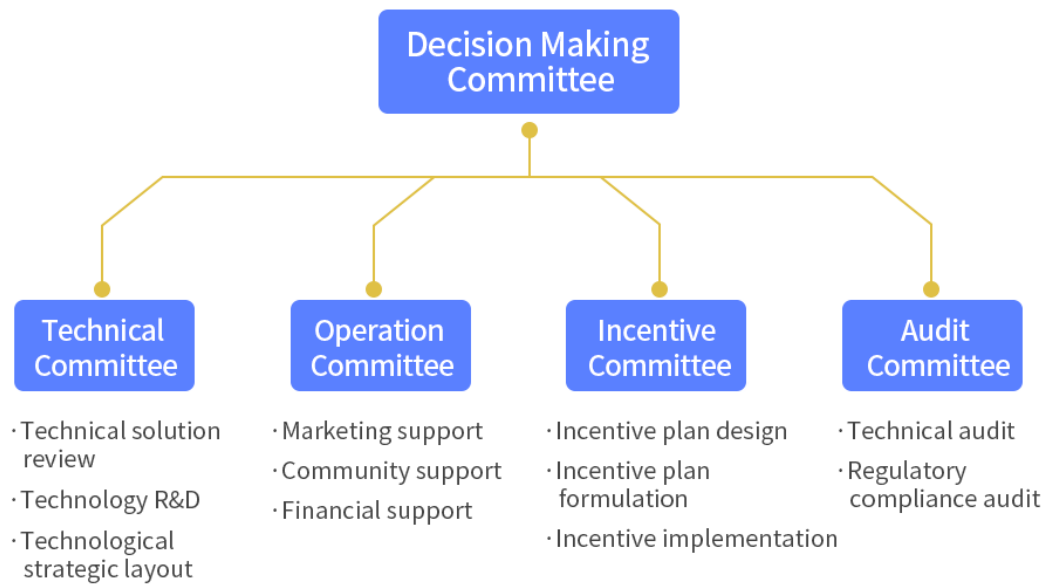 Decision Making
Committee
Technical
Committee
·Technical solution
review
·Technology R&D
·Technological
strategic layout
Operation
Committee
·Marketing support
·Community support
·Financial support
Incentive
Committee
·Incentive plan design
·Incentive plan
formulation
·Incentive implementation
Audit
Committee
·Technical audit
·Regulatory
compliance audit